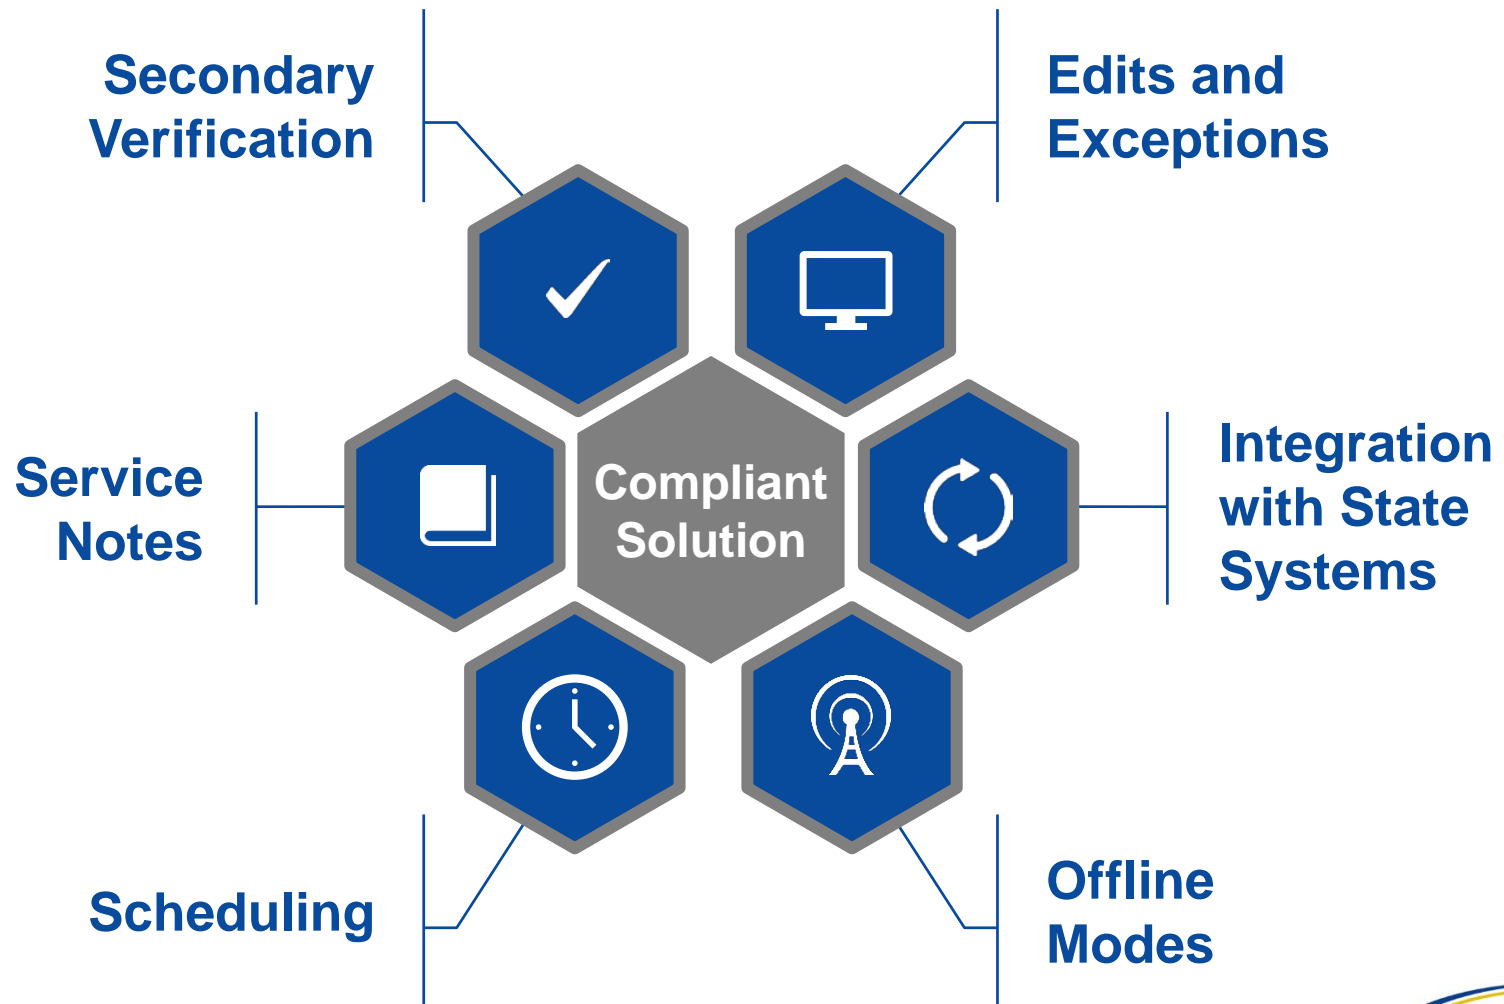 Secondary
Verification
Edits and
Exceptions
Service
Notes
Compliant
Solution
Integration
with State
Systems
Scheduling
Offline
Modes